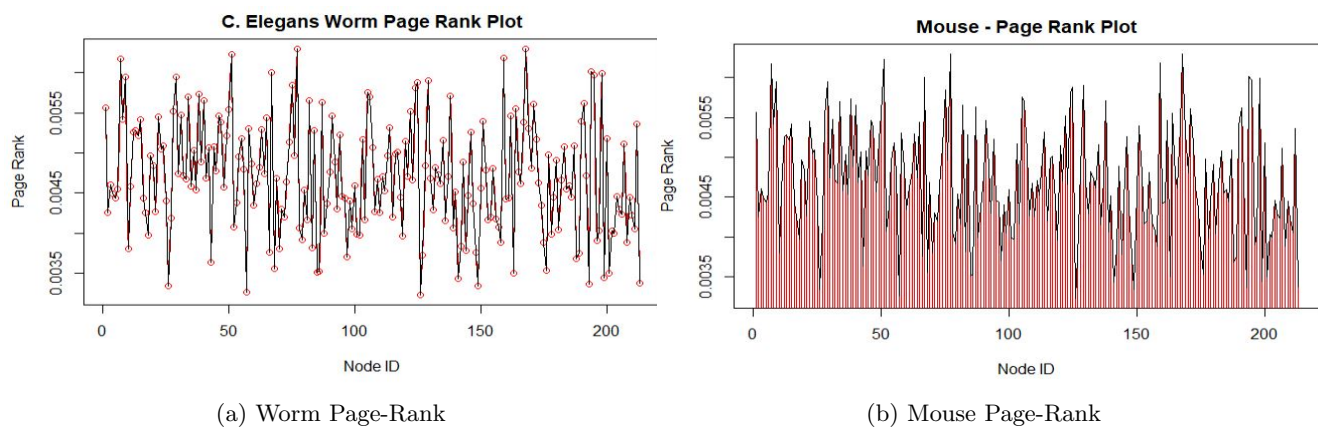 C. Elegans Worm Page Rank Plot
Page Rank
0.0055
0.0045
0.0035
0 50 100 150 200
Node ID
(a) Worm Page-Rank
Mouse - Page Rank Plot
Page Rank
0.0055
0.0045
0.0035
0 50 100 150 200
Node ID
(b) Mouse Page-Rank